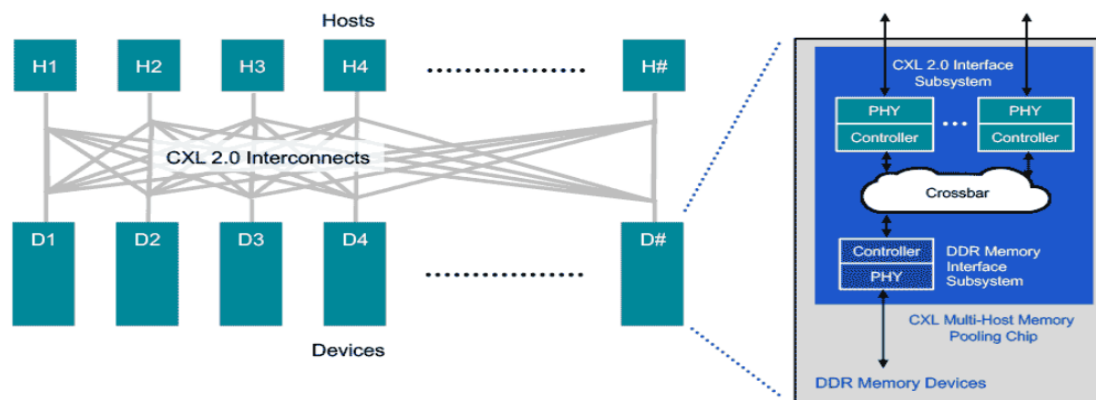 Hosts
H1
H2
H3
H4
H#
CXL 2.0 Interconnects
D1
D2
D3
D4
D#
Devices
CXL 2.0 Interface
Subsystem
PHY
Controller
PHY
Controller
Crossbar
Controller
PHY
DDR Memory
Interface
Subsystem
CXL Multi-Host Memory
Pooling Chip
DDR Memory Devices